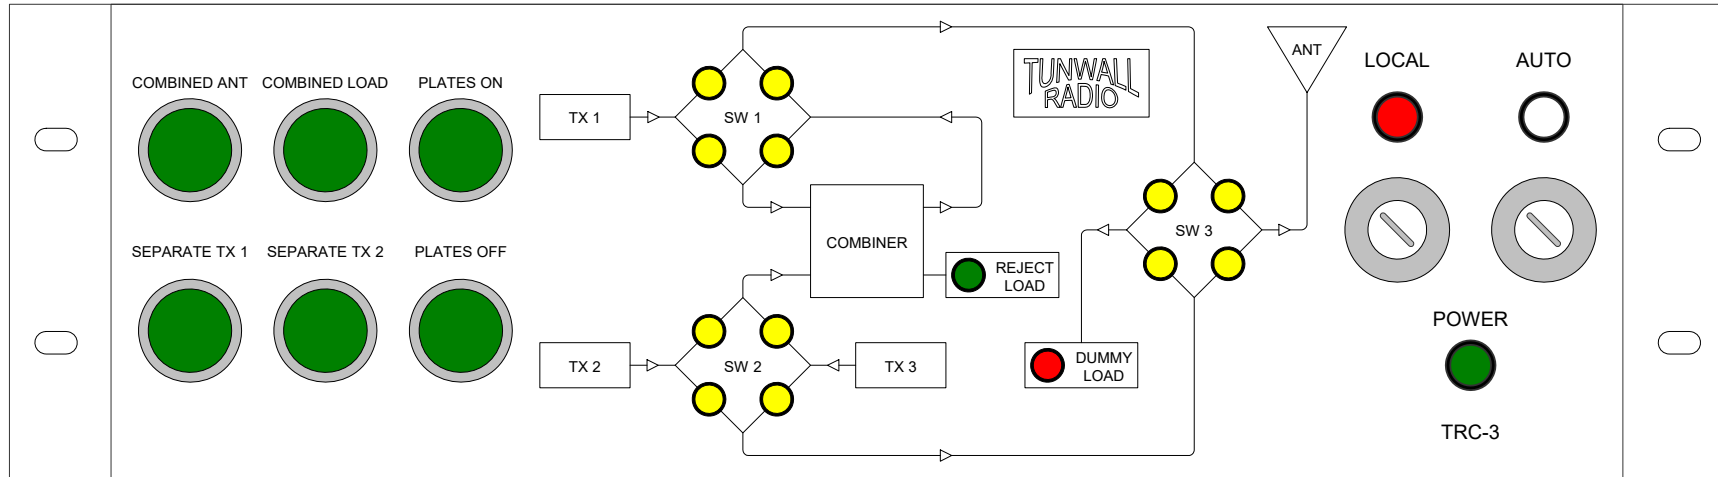 COMBINED ANT
COMBINED LOAD
PLATES ON
SEPARATE TX 1
SEPARATE TX 2
PLATES OFF
TX 1
SW 1
COMBINER
REJECT
LOAD
TX 2
SW 2
TX 3
TUNWALL
RADIO
ANT
SW 3
DUMMY
LOAD
LOCAL
AUTO
POWER
TRC-3